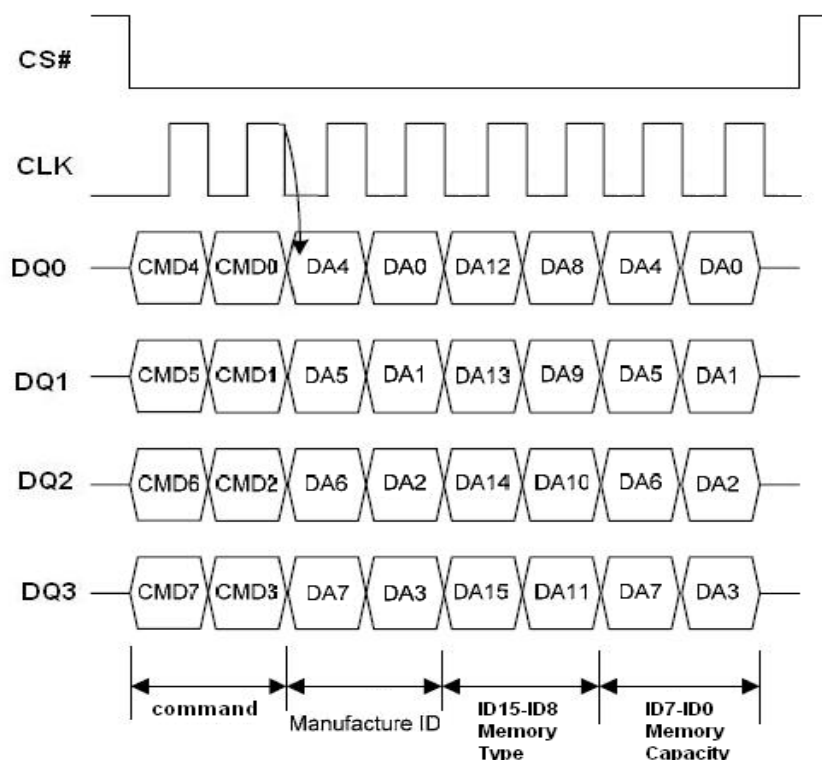 CS#
CLK
DQ0 CMD4 CMD0 DA4 DA0 DA12 DA8 DA4 DA0
DQ1 CMD5 CMD1 DA5 DA1 DA13 DA9 DA5 DA1
DQ2 CMD6 CMD2 DA6 DA2 DA14 DA10 DA6 DA2
DQ3 CMD7 CMD3 DA7 DA3 DA15 DA11 DA7 DA3
command
Manufacture ID
ID15-ID8
Memory
Type
ID7-ID0
Memory
Capacity